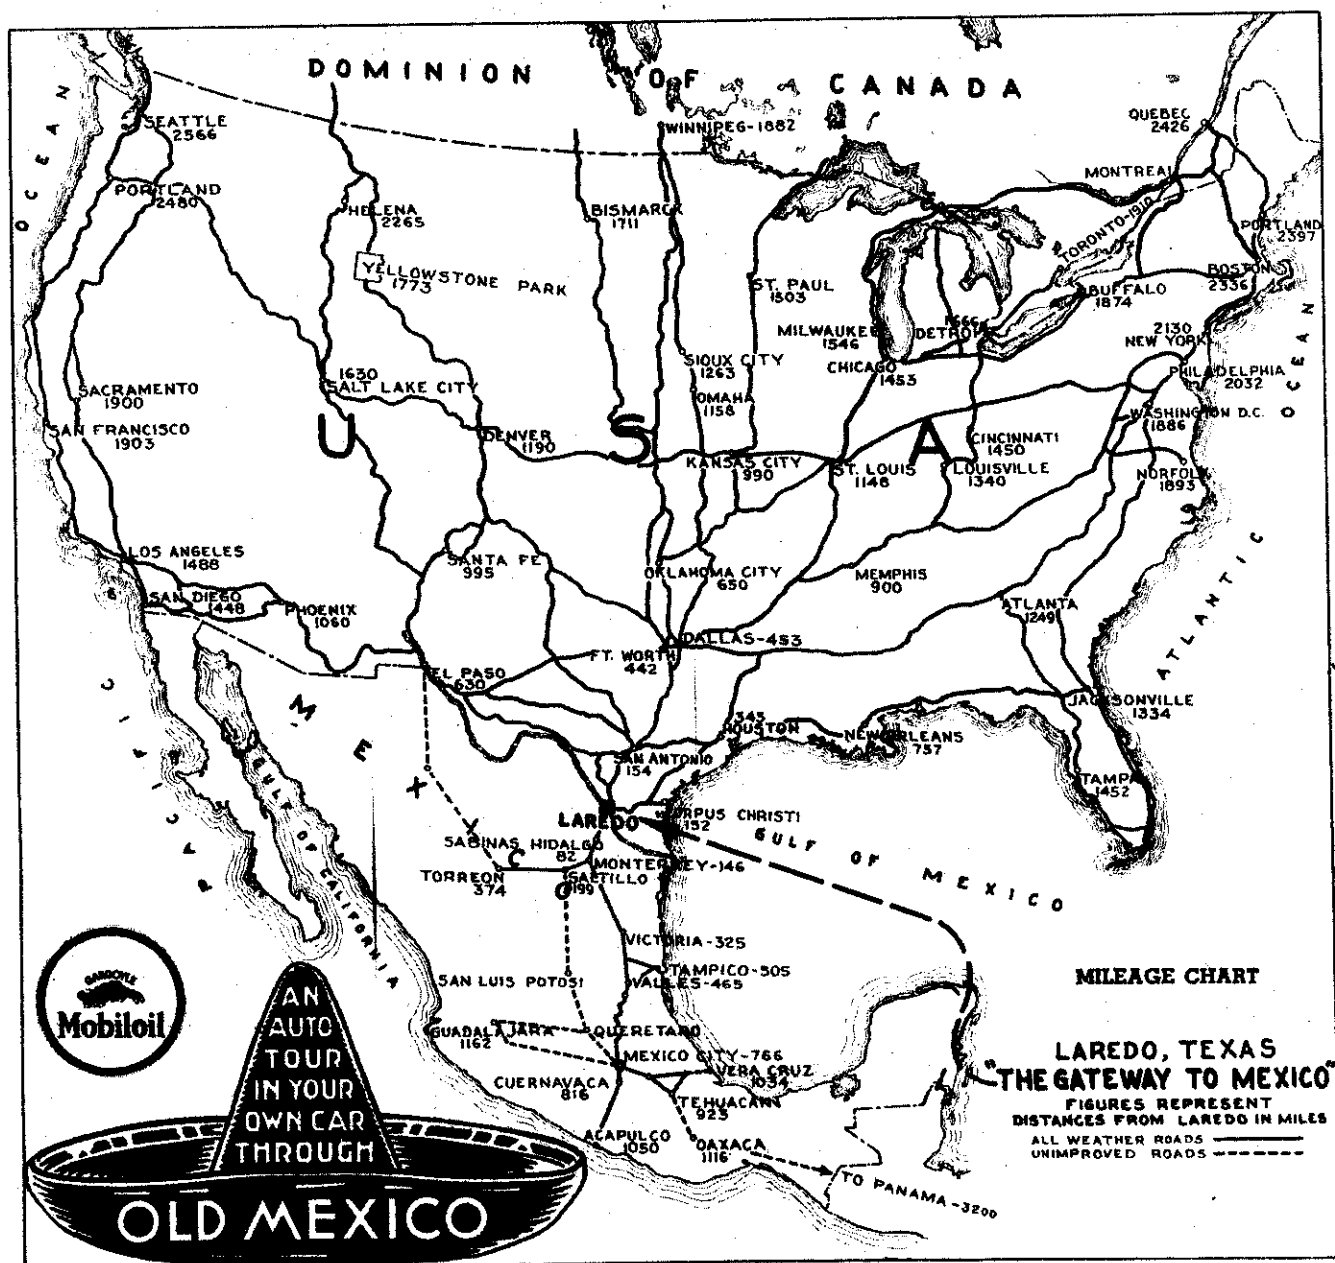 DOMINION OF CANADA
OCEAN
SEATTLE
2566
PORTLAND
2480
HELENA
2265
YELLOWSTONE PARK
1773
BISMARCK
1711
WINNIPEG-1882
QUEBEC
2426
MONTREAL
TORONTO-1910
PORTLAND
2397
BOSTON
2336
BUFFALO
1874
ST. PAUL
1503
MILWAUKEE
1546
DETROIT
1666
CHICAGO
1453
2130
NEW YORK
PHILADELPHIA
2032
OCEAN
WASHINGTON D.C.
1886
NORFOLK
1893
SIOUX CITY
1263
OMAHA
1158
1630
SALT LAKE CITY
SACRAMENTO
1900
SAN FRANCISCO
1903
U S A
DENVER
1190
KANSAS CITY
990
ST. LOUIS
1148
CINCINNATI
1450
LOUISVILLE
1340
LOS ANGELES
1488
SAN DIEGO
1448
PHOENIX
1060
SANTA FE
995
OKLAHOMA CITY
650
MEMPHIS
900
ATLANTA
1249
ATLANTIC
DALLAS-453
FT. WORTH
442
EL PASO
630
JACKSONVILLE
1334
TAMPA
1452
345
HOUSTON
NEW ORLEANS
757
SAN ANTONIO
154
PACIFIC
MEXICO
GULF OF CALIFORNIA
LAREDO
CORPUS CHRISTI
152
GULF OF MEXICO
SABINAS HIDALGO
82
MONTERREY-146
TORREON
374
SALTILLO
199
VICTORIA-325
TAMPICO-505
VALLES-465
SAN LUIS POTOSI
GUADALAJARA
1162
QUERETARO
MEXICO CITY-766
VERA CRUZ
1034
CUERNAVACA
816
TEHUACAN
923
ACAPULCO
1050
OAXACA
1116
TO PANAMA-3200
GARGOYLE
Mobiloil
AN
AUTO
TOUR
IN YOUR
OWN CAR
THROUGH
OLD MEXICO
MILEAGE CHART
LAREDO, TEXAS
"THE GATEWAY TO MEXICO"
FIGURES REPRESENT
DISTANCES FROM LAREDO IN MILES
ALL WEATHER ROADS
UNIMPROVED ROADS